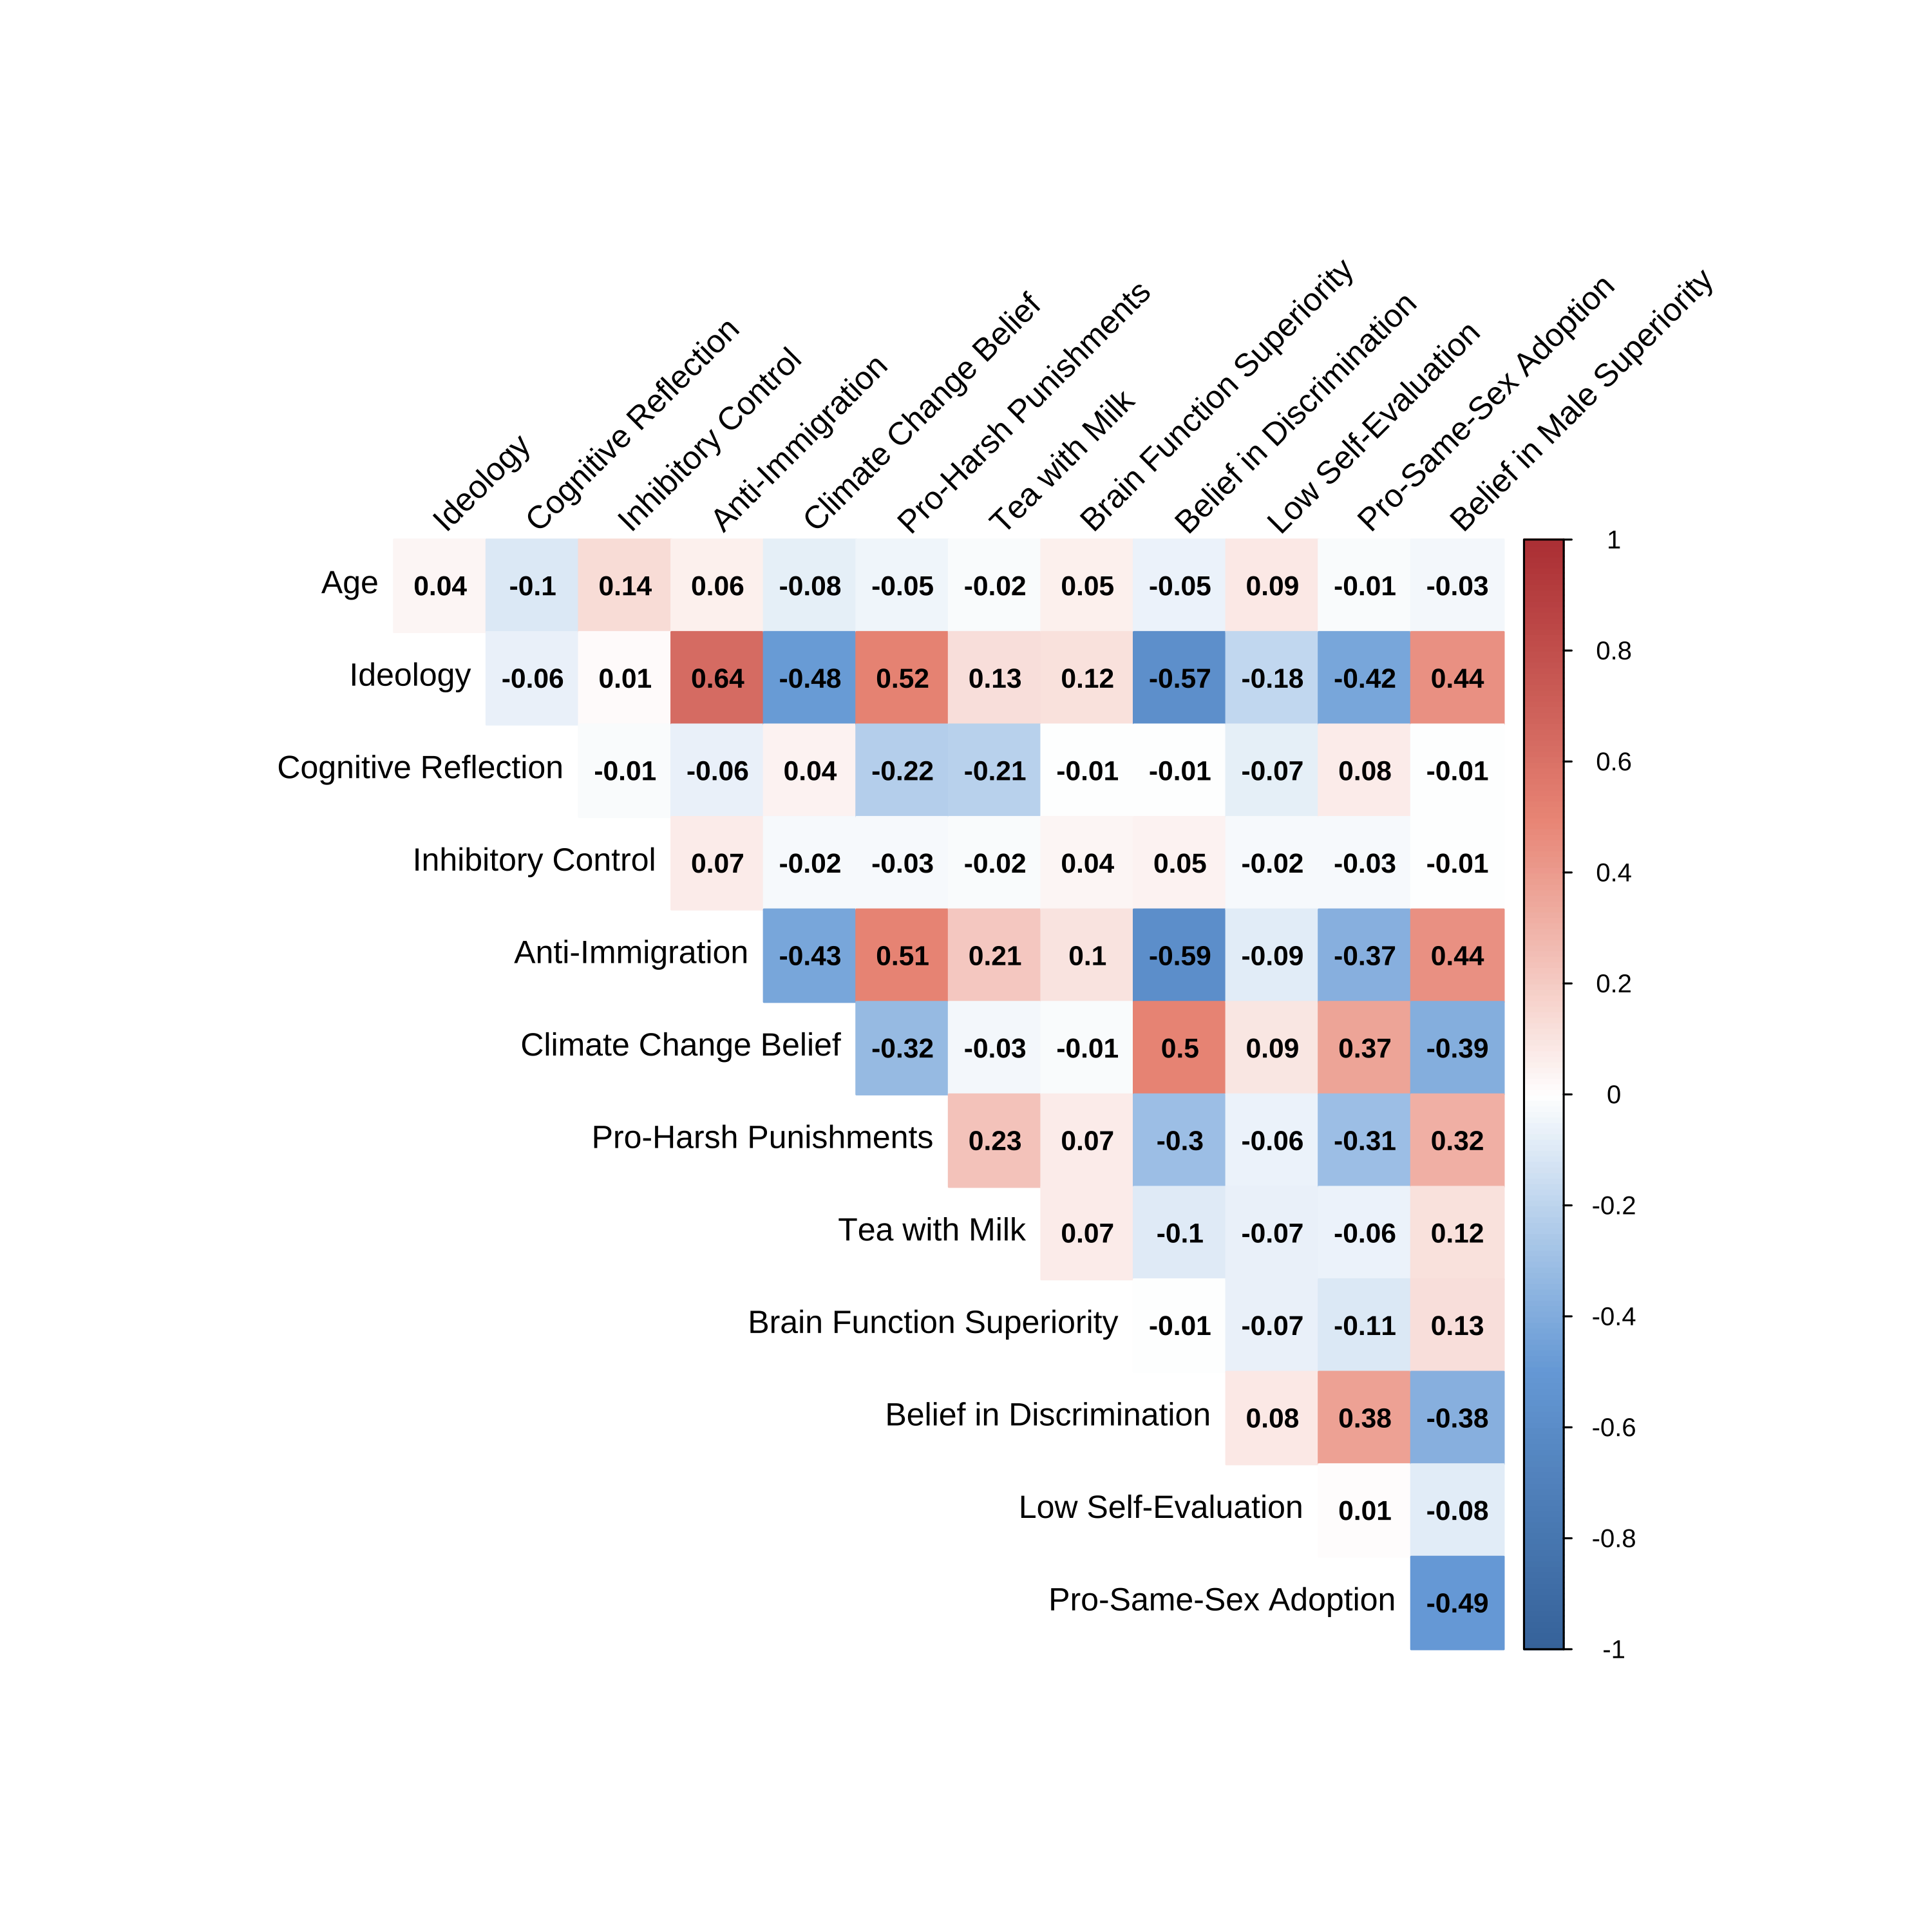 Ideology
Cognitive Reflection
Inhibitory Control
Anti-Immigration
Climate Change Belief
Pro-Harsh Punishments
Tea with Milk
Brain Function Superiority
Belief in Discrimination
Low Self-Evaluation
Pro-Same-Sex Adoption
Belief in Male Superiority
Age 0.04 -0.1 0.14 0.06 -0.08 -0.05 -0.02 0.05 -0.05 0.09 -0.01 -0.03
Ideology -0.06 0.01 0.64 -0.48 0.52 0.13 0.12 -0.57 -0.18 -0.42 0.44
Cognitive Reflection -0.01 -0.06 0.04 -0.22 -0.21 -0.01 -0.01 -0.07 0.08 -0.01
Inhibitory Control 0.07 -0.02 -0.03 -0.02 0.04 0.05 -0.02 -0.03 -0.01
Anti-Immigration -0.43 0.51 0.21 0.1 -0.59 -0.09 -0.37 0.44
Climate Change Belief -0.32 -0.03 -0.01 0.5 0.09 0.37 -0.39
Pro-Harsh Punishments 0.23 0.07 -0.3 -0.06 -0.31 0.32
Tea with Milk 0.07 -0.1 -0.07 -0.06 0.12
Brain Function Superiority -0.01 -0.07 -0.11 0.13
Belief in Discrimination 0.08 0.38 -0.38
Low Self-Evaluation 0.01 -0.08
Pro-Same-Sex Adoption -0.49
1
0.8
0.6
0.4
0.2
0
-0.2
-0.4
-0.6
-0.8
-1